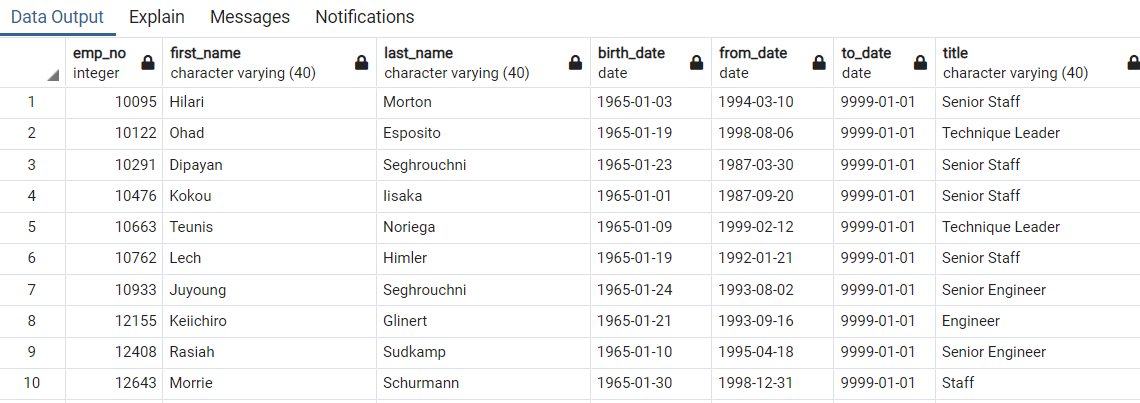 Data Output Explain Messages Notifications
emp_no first_name last_name birth_date from_date to_date title
integer character varying (40) character varying (40) date date date character varying (40)
1 10095 Hilari Morton 1965-01-03 1994-03-10 9999-01-01 Senior Staff
2 10122 Ohad Esposito 1965-01-19 1998-08-06 9999-01-01 Technique Leader
3 10291 Dipayan Seghrouchni 1965-01-23 1987-03-30 9999-01-01 Senior Staff
4 10476 Kokou Iisaka 1965-01-01 1987-09-20 9999-01-01 Senior Staff
5 10663 Teunis Noriega 1965-01-09 1999-02-12 9999-01-01 Technique Leader
6 10762 Lech Himler 1965-01-19 1992-01-21 9999-01-01 Senior Staff
7 10933 Juyoung Seghrouchni 1965-01-24 1993-08-02 9999-01-01 Senior Engineer
8 12155 Keiichiro Glinert 1965-01-21 1993-09-16 9999-01-01 Engineer
9 12408 Rasiah Sudkamp 1965-01-10 1995-04-18 9999-01-01 Senior Engineer
10 12643 Morrie Schurmann 1965-01-30 1998-12-31 9999-01-01 Staff